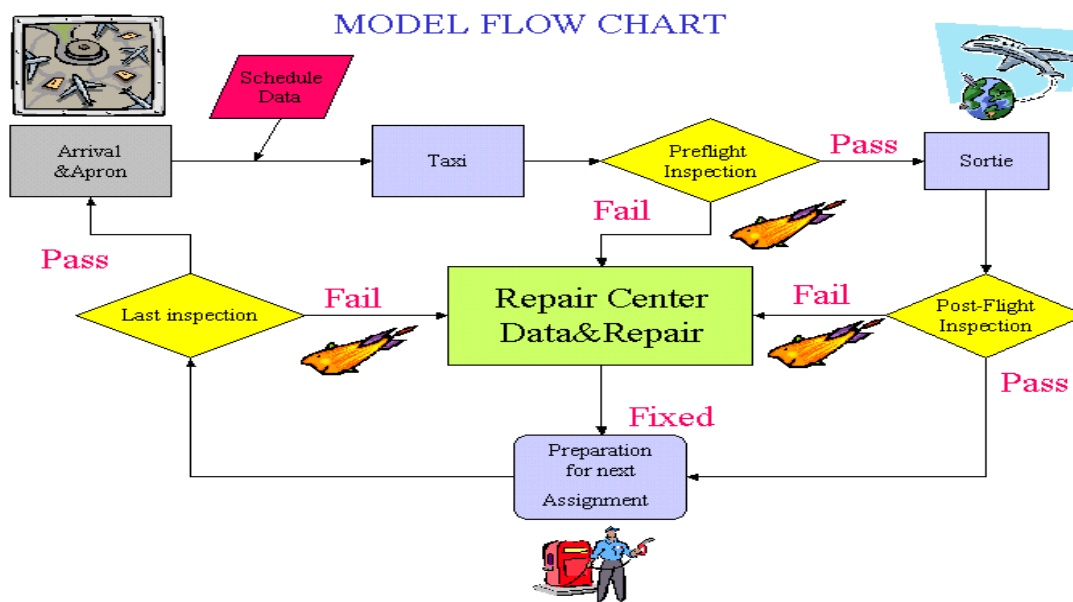 MODEL FLOW CHART
Schedule
Data
Arrival
&Apron
Taxi
Preflight
Inspection
Pass
Sortie
Fail
Pass
Last inspection
Fail
Repair Center
Data&Repair
Fail
Post-Flight
Inspection
Pass
Fixed
Preparation
for next
Assignment